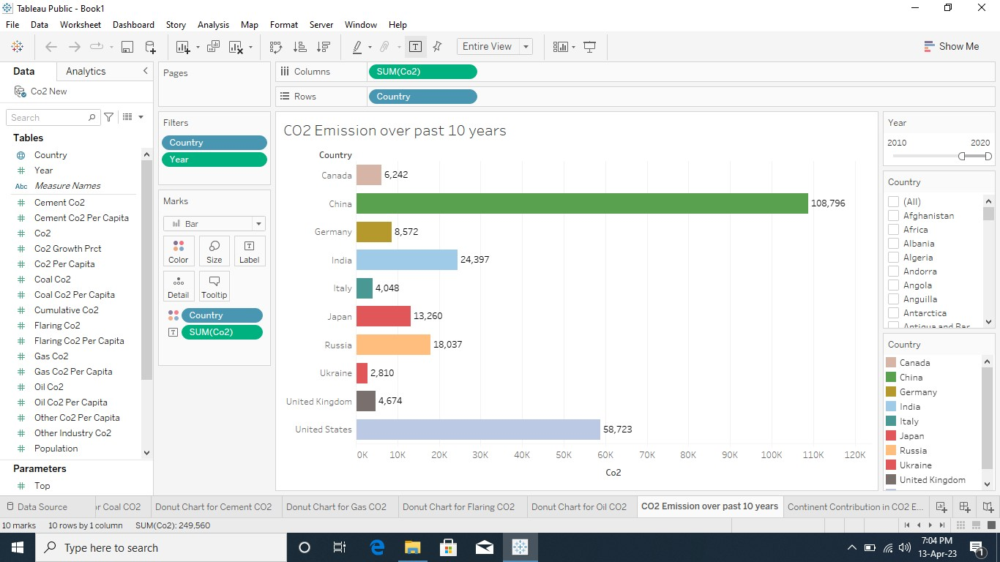 Tableau Public - Book1
File Data Worksheet Dashboard Story Analysis Map Format Server Window Help
Entire View
Show Me
Data Analytics
Co2 New
Search
Tables
Country
Year
Abc Measure Names
Cement Co2
Cement Co2 Per Capita
Co2
Co2 Growth Prct
Co2 Per Capita
Coal Co2
Coal Co2 Per Capita
Cumulative Co2
Flaring Co2
Flaring Co2 Per Capita
Gas Co2
Gas Co2 Per Capita
Oil Co2
Oil Co2 Per Capita
Other Co2 Per Capita
Other Industry Co2
Population
Parameters
Top
Pages
Filters
Country
Year
Marks
Bar
Color Size Label
Detail Tooltip
Country
SUM(Co2)
Columns SUM(Co2)
Rows Country
CO2 Emission over past 10 years
Country
Canada 6,242
China 108,796
Germany 8,572
India 24,397
Italy 4,048
Japan 13,260
Russia 18,037
Ukraine 2,810
United Kingdom 4,674
United States 58,723
0K 10K 20K 30K 40K 50K 60K 70K 80K 90K 100K 110K 120K
Co2
Year
2010 2020
Country
(All)
Afghanistan
Africa
Albania
Algeria
Andorra
Angola
Anguilla
Antarctica
Antigua and Bar
Country
Canada
China
Germany
India
Italy
Japan
Russia
Ukraine
United Kingdom
Data Source r Coal CO2 Donut Chart for Cement CO2 Donut Chart for Gas CO2 Donut Chart for Flaring CO2 Donut Chart for Oil CO2 CO2 Emission over past 10 years Continent Contribution in CO2 E...
10 marks 10 rows by 1 column SUM(Co2): 249,560
Type here to search
7:04 PM
13-Apr-23
1